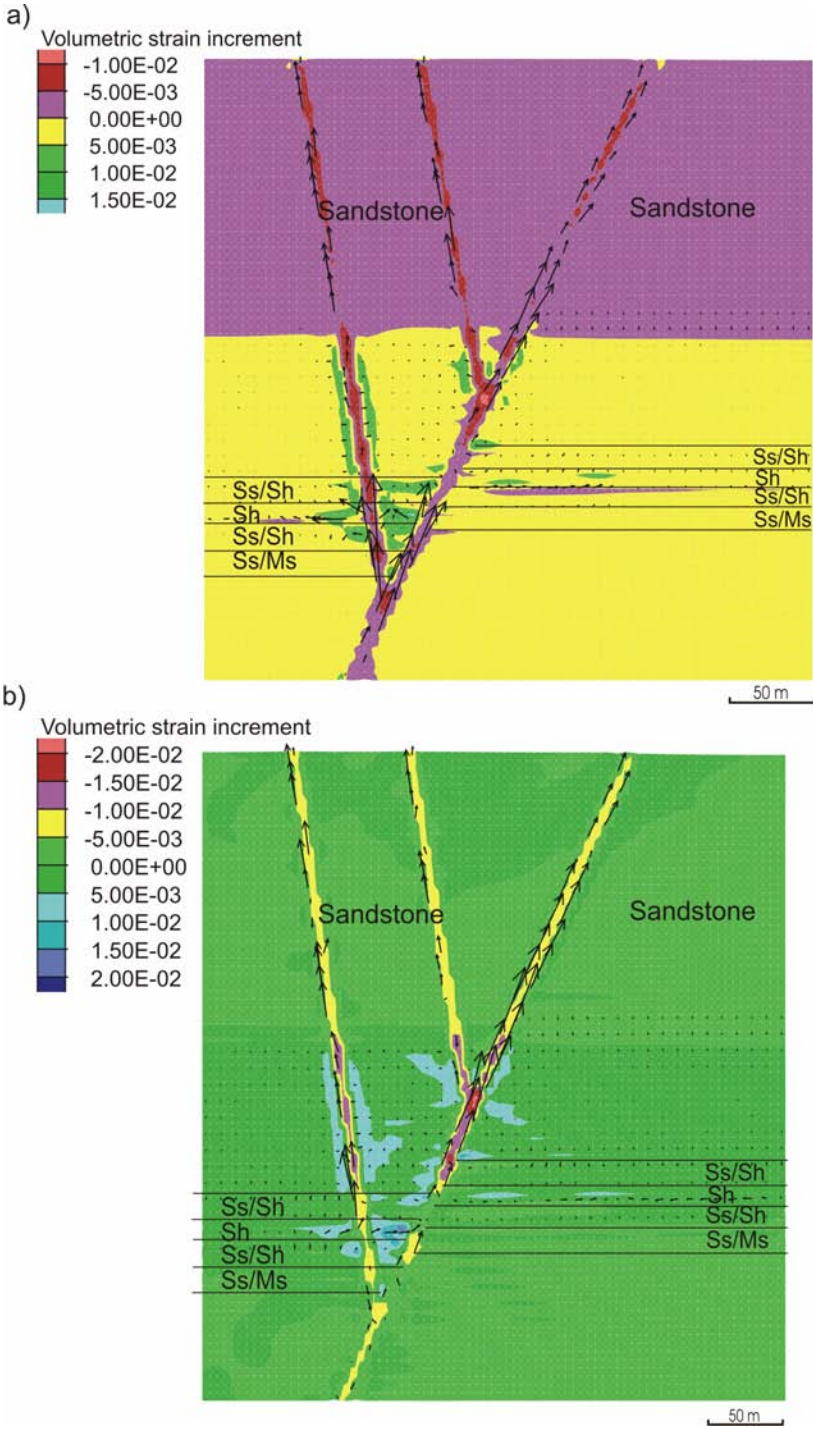 a)
Volumetric strain increment
-1.00E-02
-5.00E-03
0.00E+00
5.00E-03
1.00E-02
1.50E-02
Sandstone
Sandstone
Ss/Sh
Sh
Ss/Sh
Ss/Ms
Ss/Sh
Sh
Ss/Sh
Ss/Ms
50 m
b)
Volumetric strain increment
-2.00E-02
-1.50E-02
-1.00E-02
-5.00E-03
0.00E+00
5.00E-03
1.00E-02
1.50E-02
2.00E-02
Sandstone
Sandstone
Ss/Sh
Sh
Ss/Sh
Ss/Ms
Ss/Sh
Sh
Ss/Sh
Ss/Ms
50 m